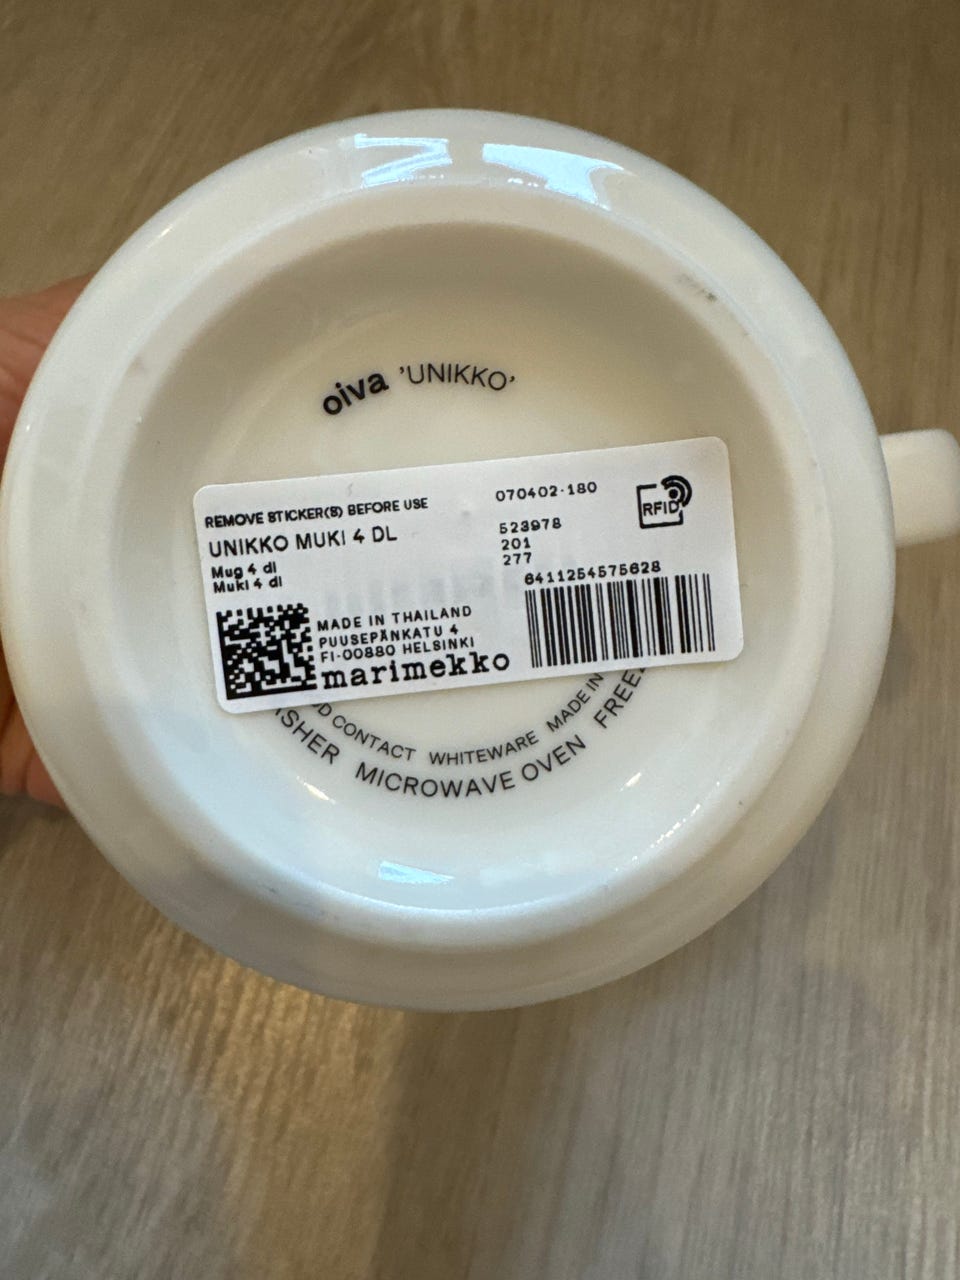 oiva 'UNIKKO'
REMOVE STICKER(S) BEFORE USE
UNIKKO MUKI 4 DL
Mug 4 dl
Muki 4 dl
070402-180
523978
201
277
RFID
6411254575628
MADE IN THAILAND
PUUSEPÄNKATU 4
FI-00880 HELSINKI
marimekko
CONTACT WHITEWARE MADE IN
MICROWAVE OVEN